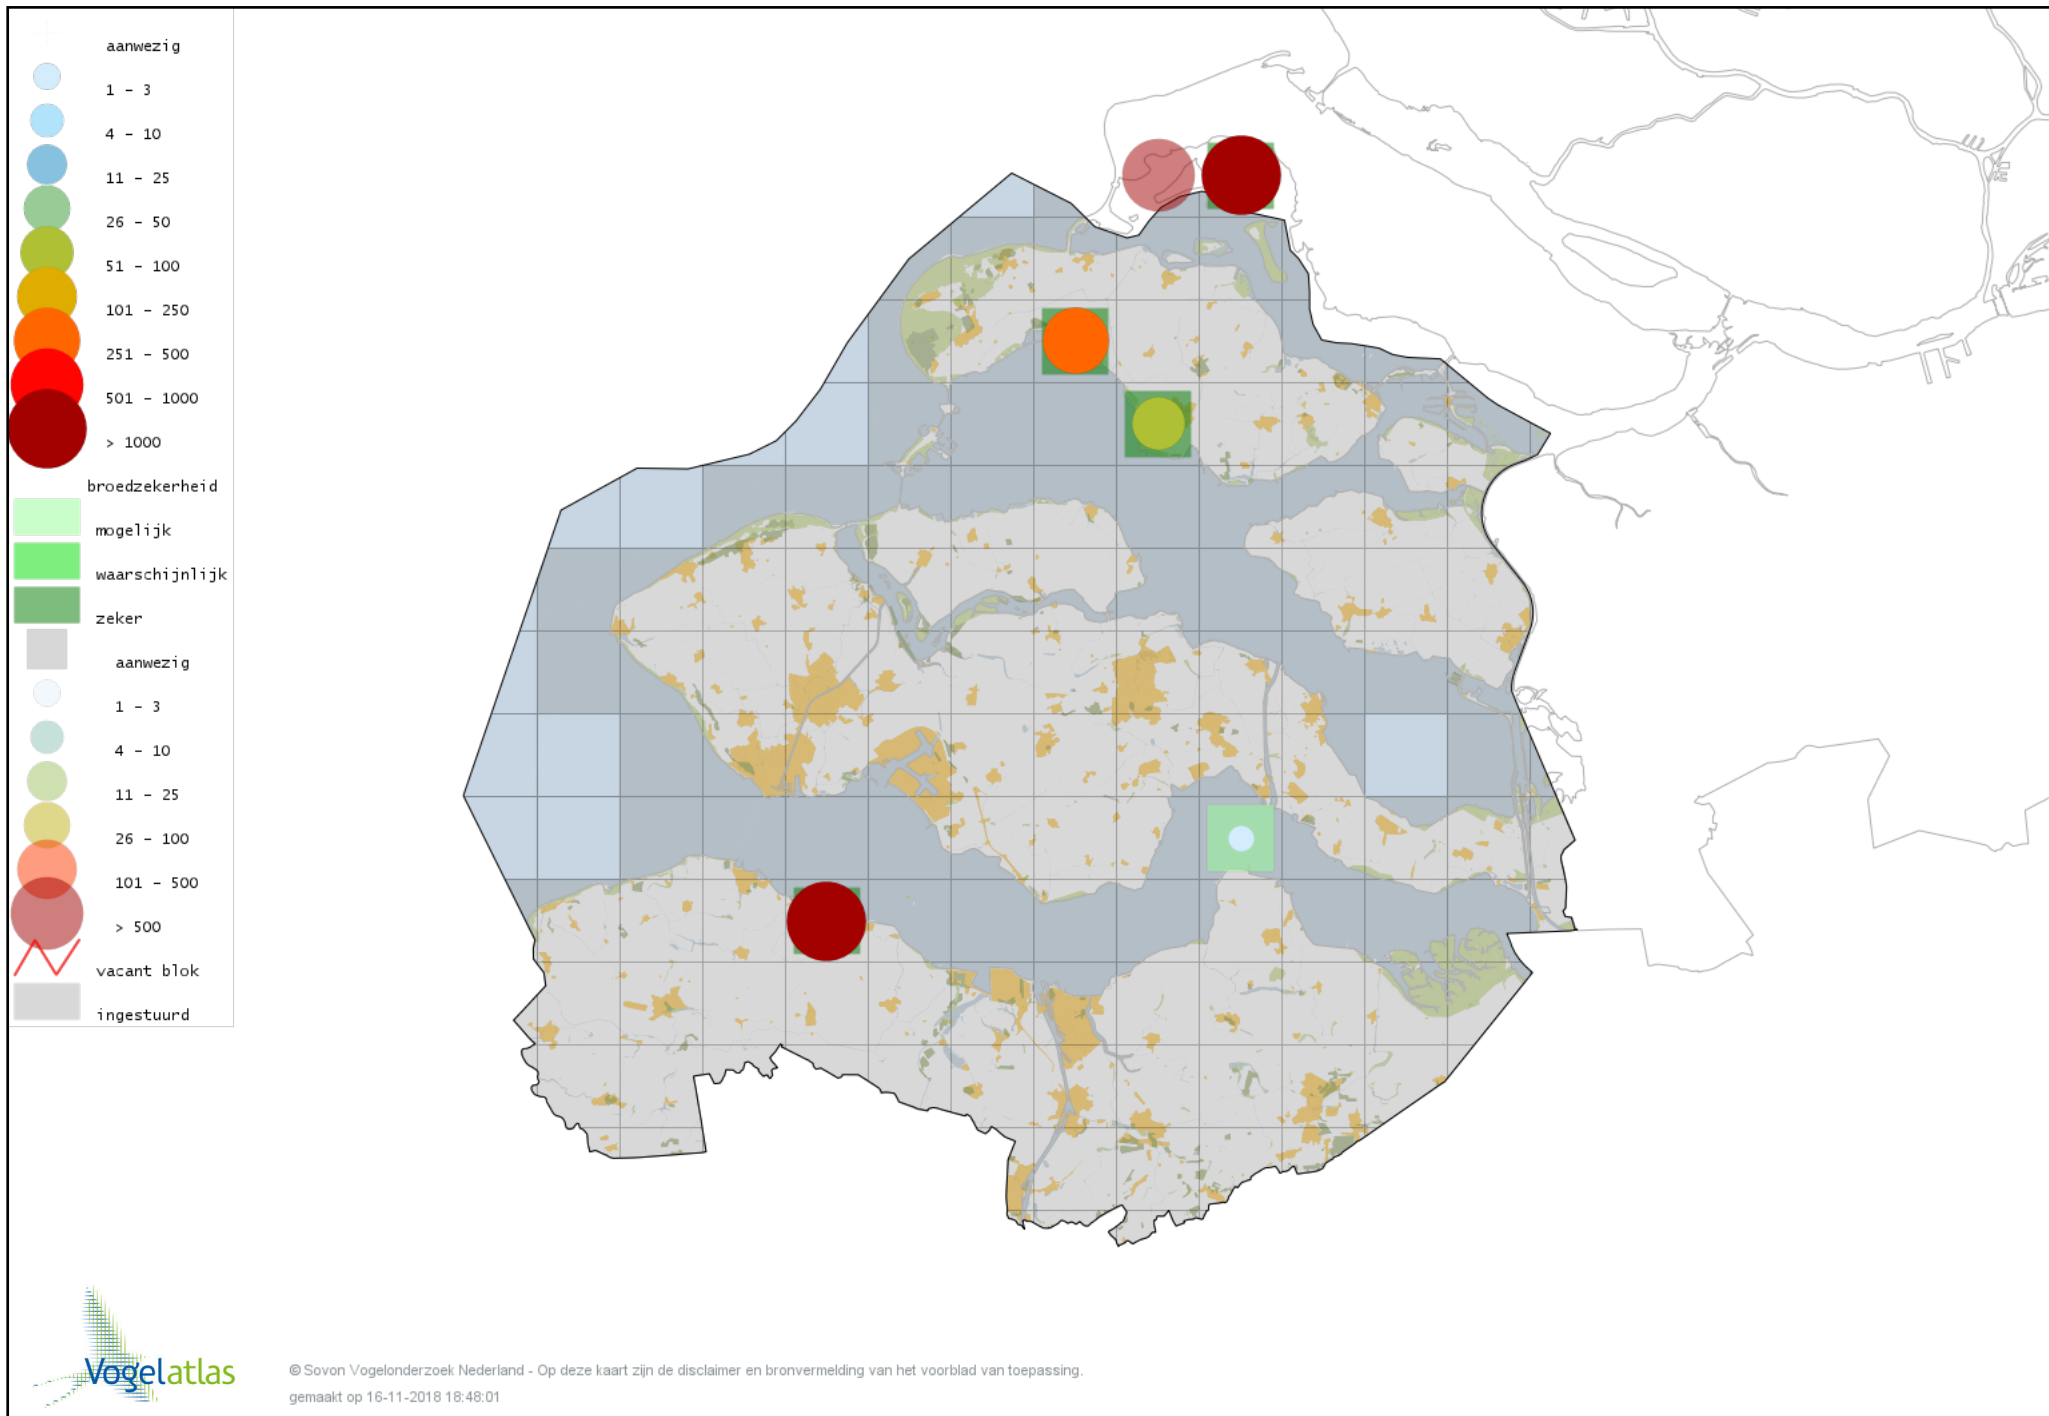 aanwezig
1 - 3
4 - 10
11 - 25
26 - 50
51 - 100
101 - 250
251 - 500
501 - 1000
> 1000
broedzekerheid
mogelijk
waarschijnlijk
zeker
aanwezig
1 - 3
4 - 10
11 - 25
26 - 100
101 - 500
> 500
vacant blok
ingestuurd
Vogelatlas
© Sovon Vogelonderzoek Nederland - Op deze kaart zijn de disclaimer en bronvermelding van het voorblad van toepassing.
gemaakt op 16-11-2018 18:48:01